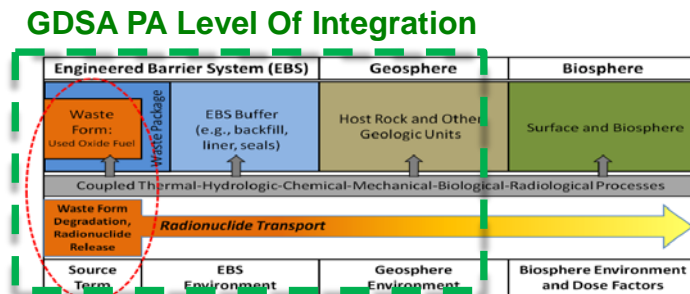 GDSA PA Level Of Integration
Engineered Barrier System (EBS)
Geosphere
Biosphere
Waste
Form:
Used Oxide Fuel
Waste Package
EBS Buffer
(e.g., backfill,
liner, seals)
Host Rock and Other
Geologic Units
Surface and Biosphere
Coupled Thermal-Hydrologic-Chemical-Mechanical-Biological-Radiological Processes
Waste Form
Degradation,
Radionuclide
Release
Radionuclide Transport
Source
Term
EBS
Environment
Geosphere
Environment
Biosphere Environment
and Dose Factors